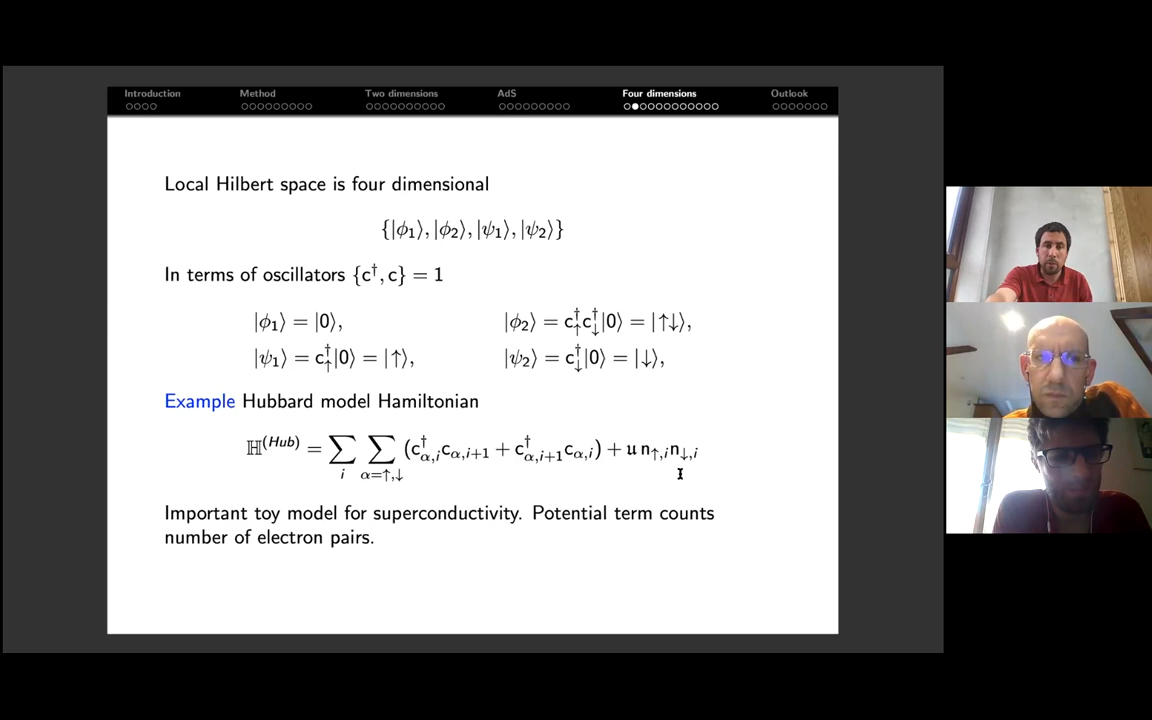 Introduction Method Two dimensions AdS Four dimensions Outlook
Local Hilbert space is four dimensional
{|ϕ₁⟩, |ϕ₂⟩, |ψ₁⟩, |ψ₂⟩}
In terms of oscillators {c†, c} = 1
|ϕ₁⟩ = |0⟩, |ϕ₂⟩ = c†↑c†↓|0⟩ = |↑↓⟩,
|ψ₁⟩ = c†↑|0⟩ = |↑⟩, |ψ₂⟩ = c†↓|0⟩ = |↓⟩,
Example Hubbard model Hamiltonian
ℍ^(Hub) = ∑_i ∑_{α=↑,↓} (c†_{α,i}c_{α,i+1} + c†_{α,i+1}c_{α,i}) + 𝔲 n_{↑,i}n_{↓,i}
Important toy model for superconductivity. Potential term counts
number of electron pairs.